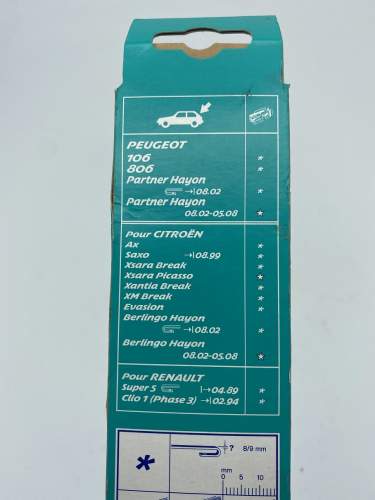 PEUGEOT
106 *
806 *
Partner Hayon
→|08.02 *
Partner Hayon
08.02-05.08 *
Pour CITROËN
Ax *
Saxo →|08.99 *
Xsara Break *
Xsara Picasso *
Xantia Break *
XM Break *
Evasion *
Berlingo Hayon
→|08.02 *
Berlingo Hayon
08.02-05.08 *
Pour RENAULT
Super 5 →|04.89 *
Clio 1 (Phase 3) →|02.94 *
* ? 8/9 mm
mm
0 5 10